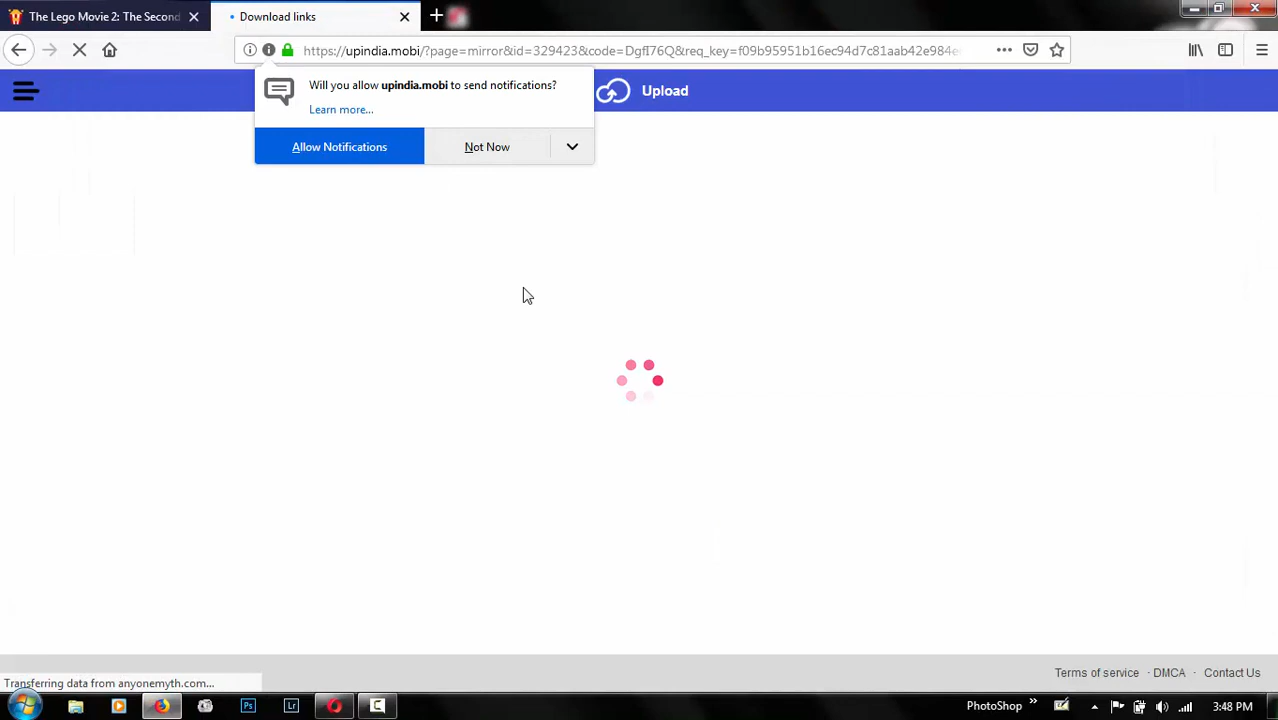 The Lego Movie 2: The Second
Download links
https://upindia.mobi/?page=mirror&id=329423&code=DgfI76Q&req_key=f09b95951b16ec94d7c81aab42e984e
Will you allow upindia.mobi to send notifications?
Learn more...
Allow Notifications
Not Now
Upload
Terms of service - DMCA - Contact Us
Transferring data from anyonemyth.com...
Ps
Lr
PhotoShop
3:48 PM